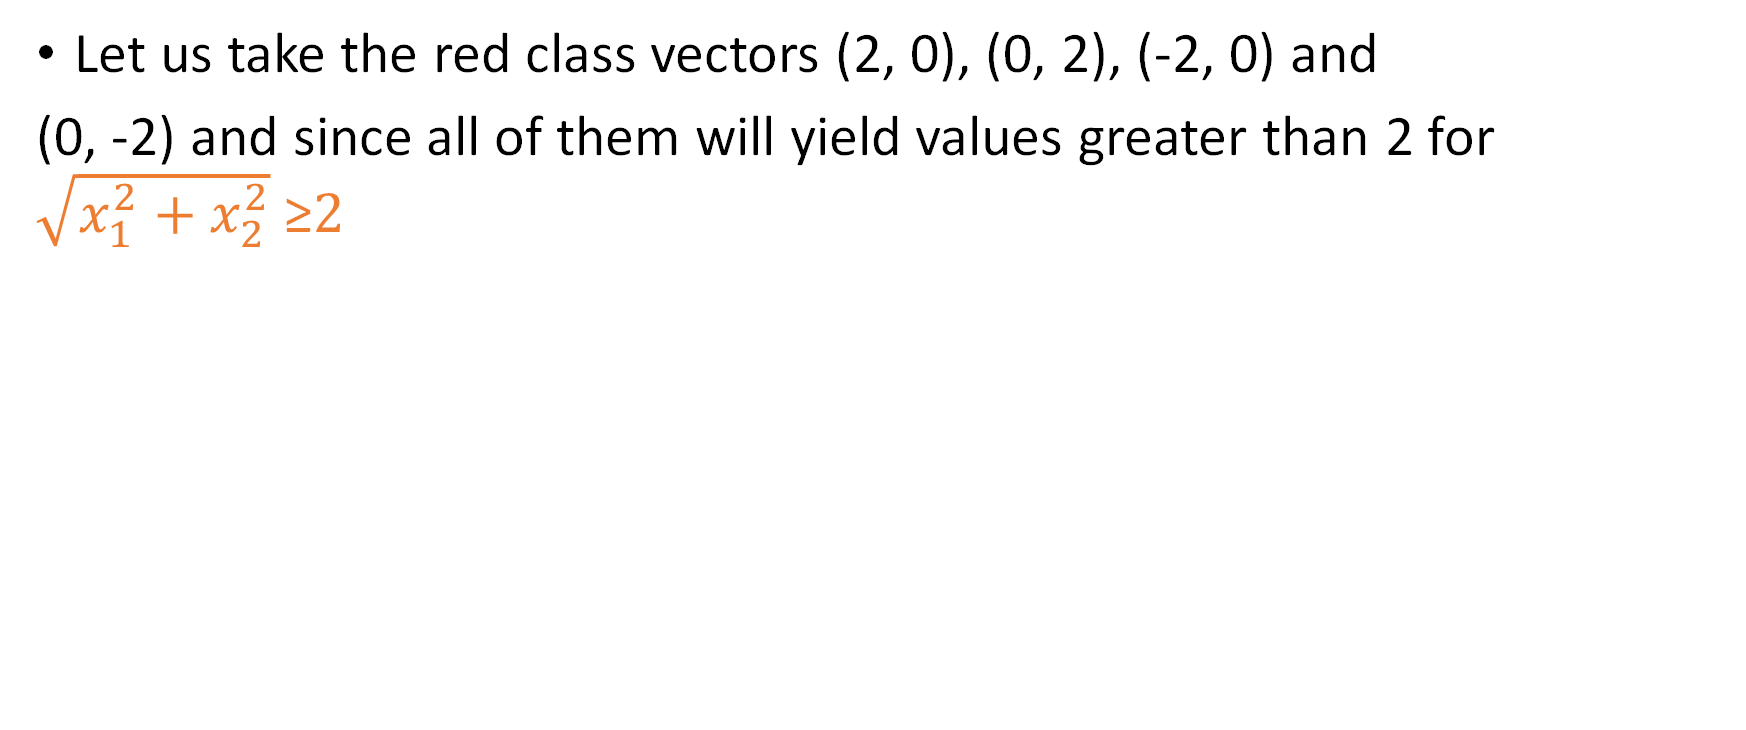 • Let us take the red class vectors (2, 0), (0, 2), (-2, 0) and
(0, -2) and since all of them will yield values greater than 2 for
√(x₁² + x₂²) ≥2